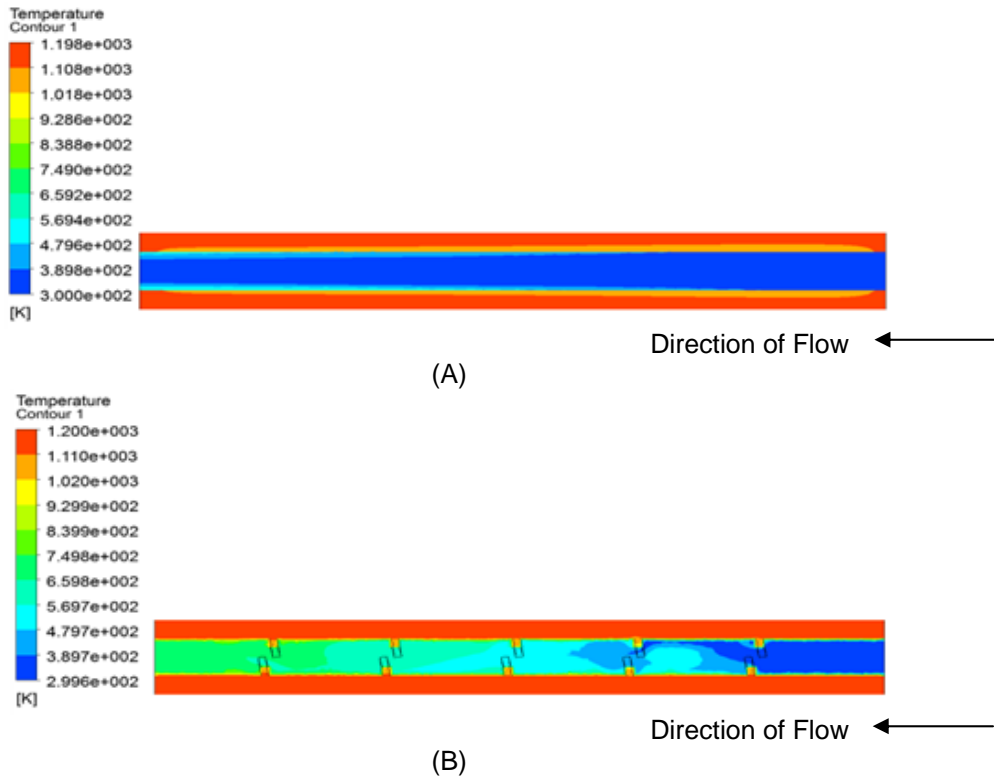 Temperature
Contour 1
1.198e+003
1.108e+003
1.018e+003
9.286e+002
8.388e+002
7.490e+002
6.592e+002
5.694e+002
4.796e+002
3.898e+002
3.000e+002
[K]
Direction of Flow
(A)
Temperature
Contour 1
1.200e+003
1.110e+003
1.020e+003
9.299e+002
8.399e+002
7.498e+002
6.598e+002
5.697e+002
4.797e+002
3.897e+002
2.996e+002
[K]
Direction of Flow
(B)